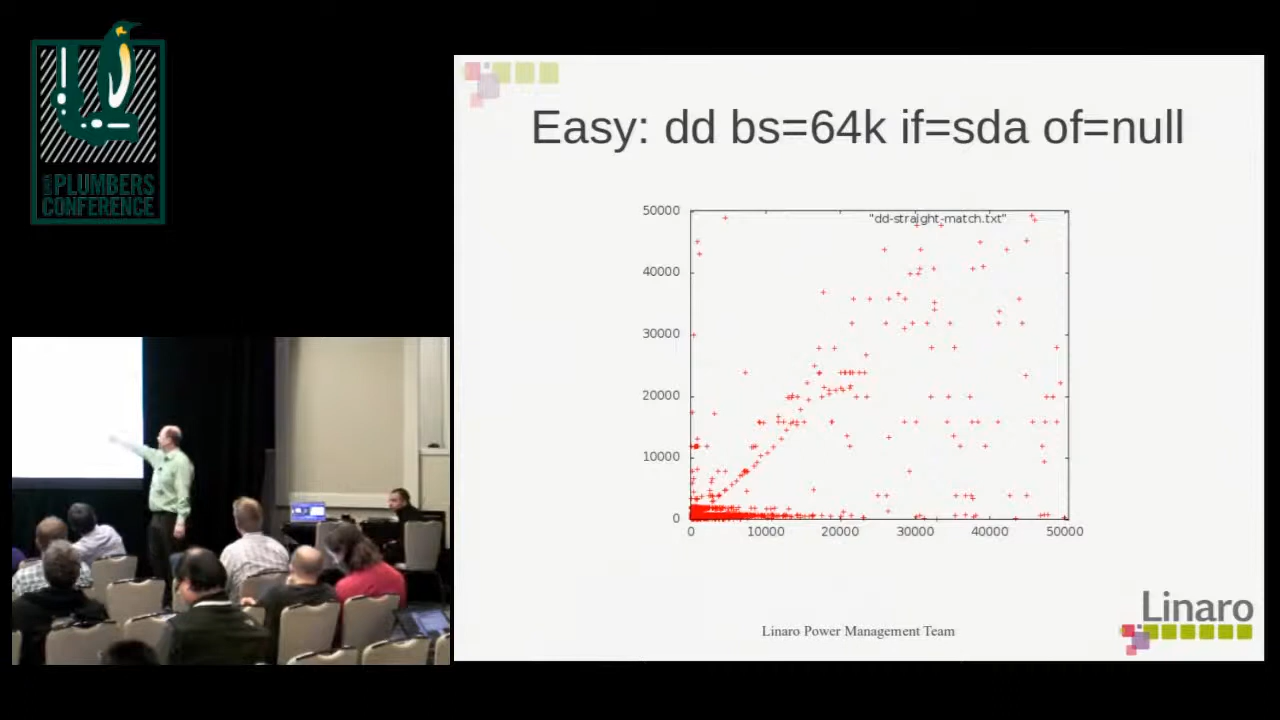 LINUX
PLUMBERS
CONFERENCE
Easy: dd bs=64k if=sda of=null
"dd-straight-match.txt"
50000
40000
30000
20000
10000
0
0 10000 20000 30000 40000 50000
Linaro Power Management Team
Linaro